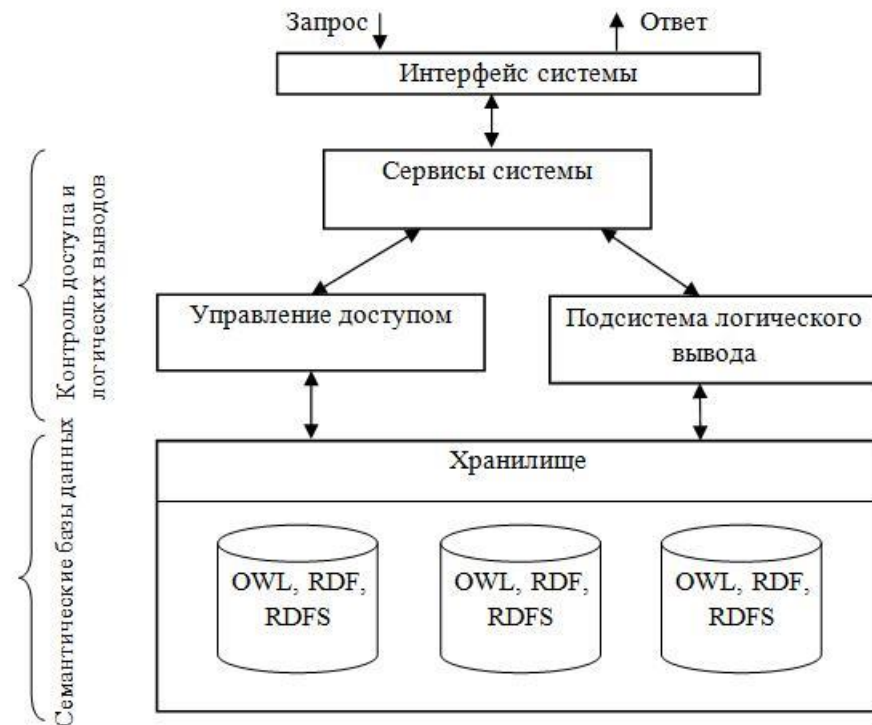 Запрос
Ответ
Интерфейс системы
Сервисы системы
Контроль доступа и
логических выводов
Управление доступом
Подсистема логического
вывода
Семантические базы данных
Хранилище
OWL, RDF,
RDFS
OWL, RDF,
RDFS
OWL, RDF,
RDFS